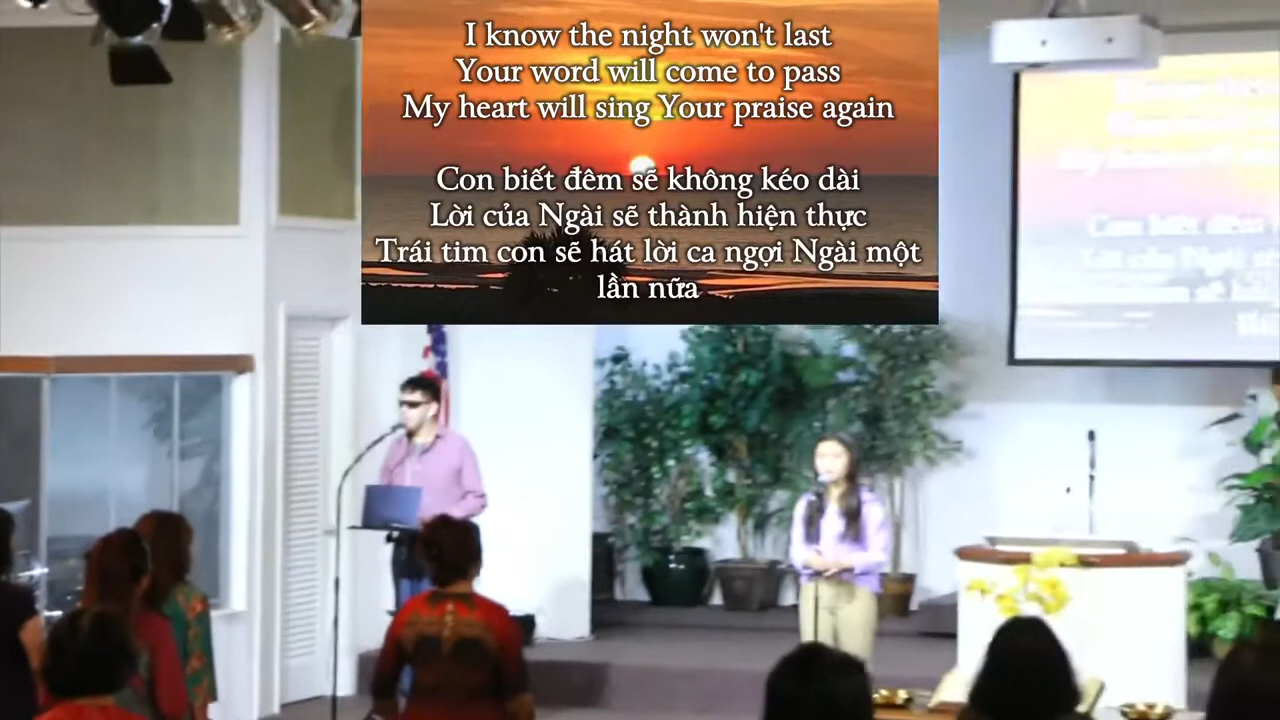 I know the night won't last
Your word will come to pass
My heart will sing Your praise again
Con biết đêm sẽ không kéo dài
Lời của Ngài sẽ thành hiện thực
Trái tim con sẽ hát lời ca ngợi Ngài một
lần nữa